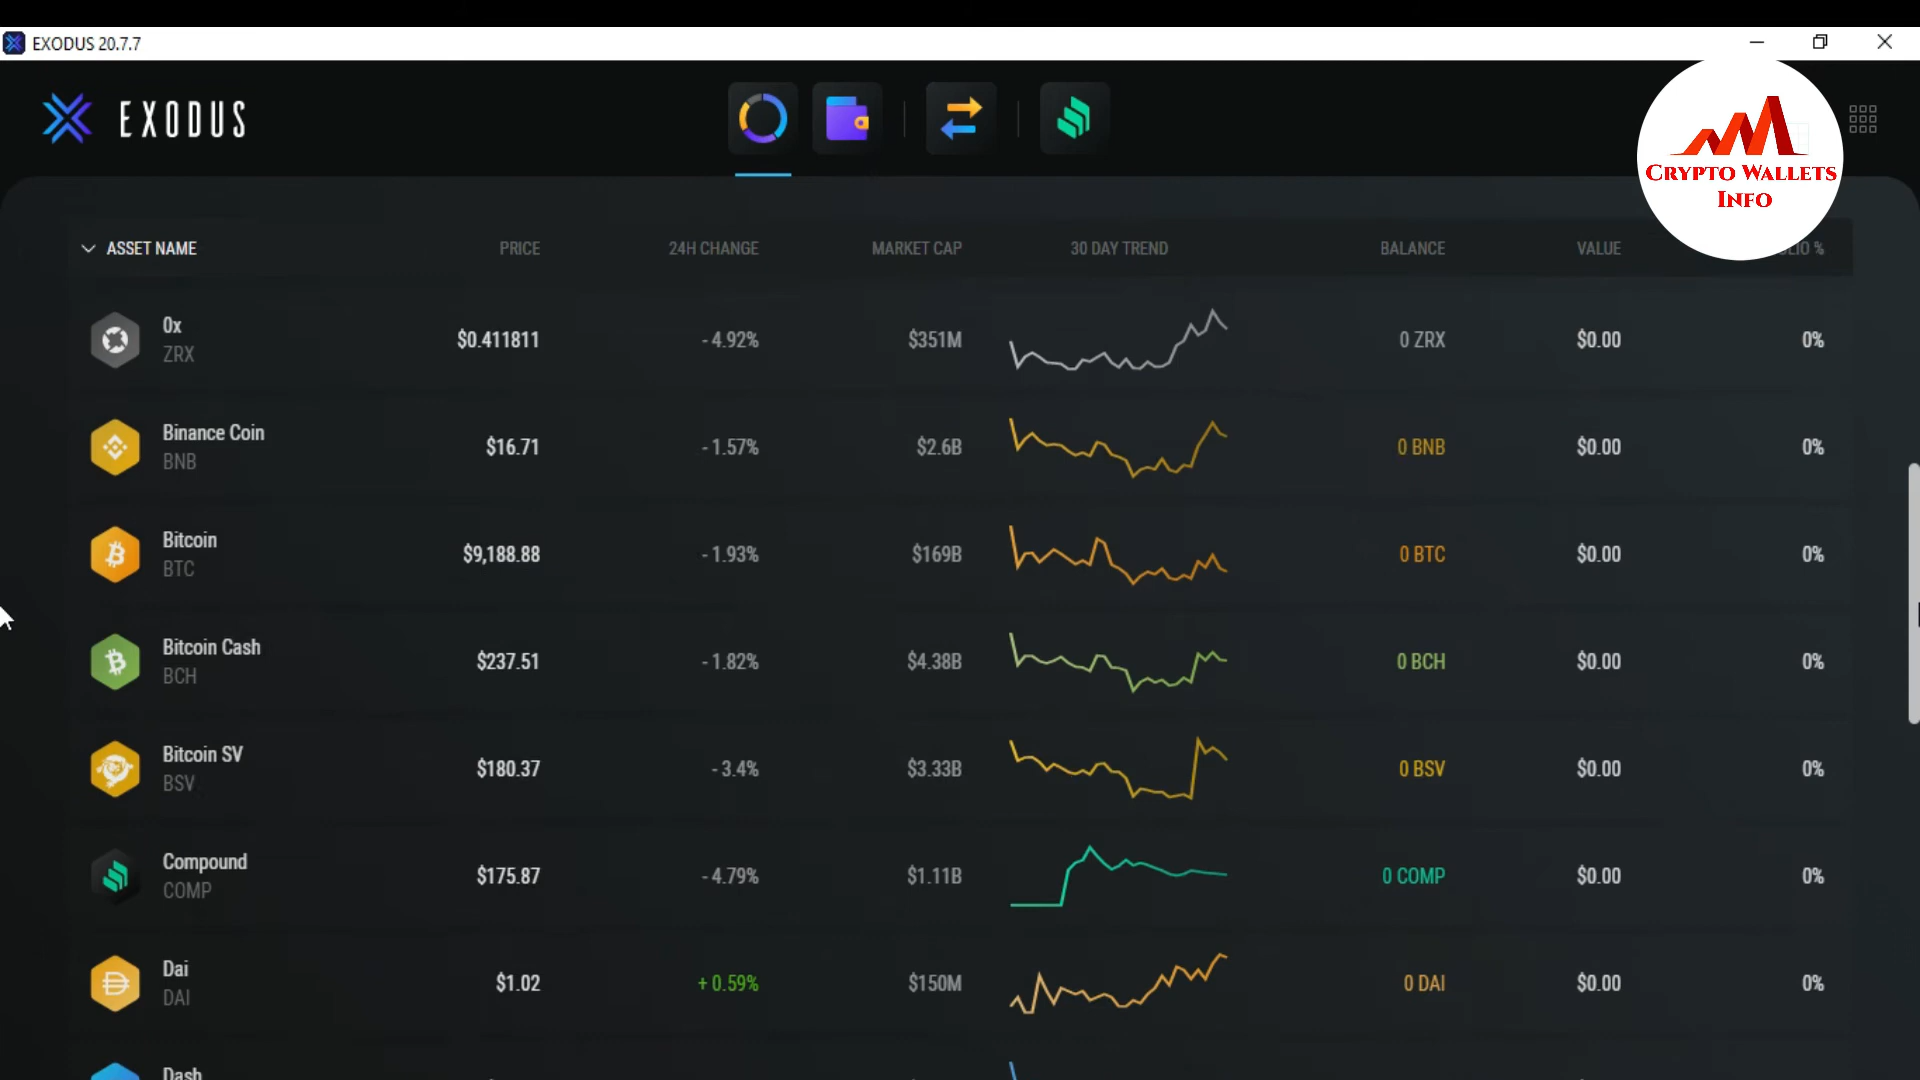 EXODUS 20.7.7
EXODUS
CRYPTO WALLETS
INFO
ASSET NAME PRICE 24H CHANGE MARKET CAP 30 DAY TREND BALANCE VALUE %
0x
ZRX
$0.411811 - 4.92% $351M 0 ZRX $0.00 0%
Binance Coin
BNB
$16.71 - 1.57% $2.6B 0 BNB $0.00 0%
Bitcoin
BTC
$9,188.88 - 1.93% $169B 0 BTC $0.00 0%
Bitcoin Cash
BCH
$237.51 - 1.82% $4.38B 0 BCH $0.00 0%
Bitcoin SV
BSV
$180.37 - 3.4% $3.33B 0 BSV $0.00 0%
Compound
COMP
$175.87 - 4.79% $1.11B 0 COMP $0.00 0%
Dai
DAI
$1.02 + 0.59% $150M 0 DAI $0.00 0%
Dash